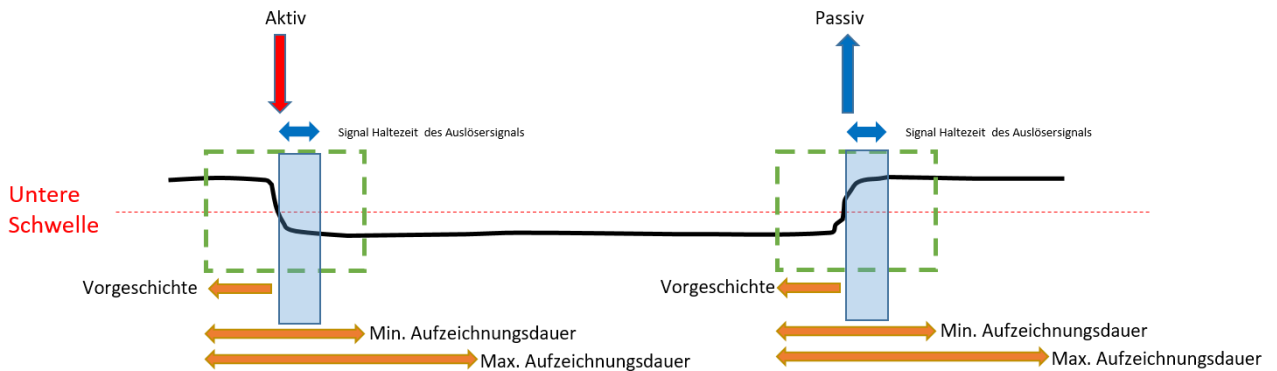 Aktiv
Passiv
Signal Haltezeit des Auslösersignals
Signal Haltezeit des Auslösersignals
Untere
Schwelle
Vorgeschichte
Vorgeschichte
Min. Aufzeichnungsdauer
Min. Aufzeichnungsdauer
Max. Aufzeichnungsdauer
Max. Aufzeichnungsdauer